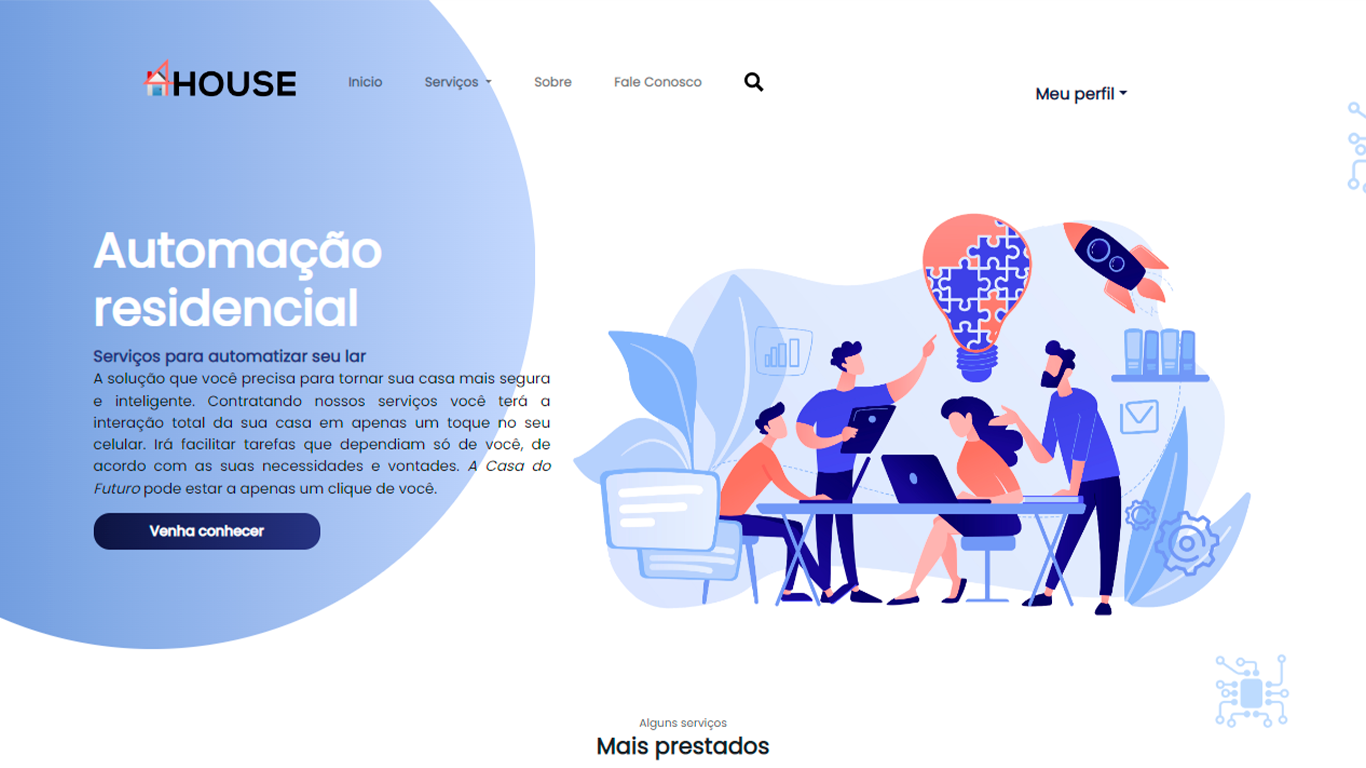 HOUSE
Inicio Serviços Sobre Fale Conosco
Meu perfil
Automação
residencial
Serviços para automatizar seu lar
A solução que você precisa para tornar sua casa mais segura
e inteligente. Contratando nossos serviços você terá a
interação total da sua casa em apenas um toque no seu
celular. Irá facilitar tarefas que dependiam só de você, de
acordo com as suas necessidades e vontades. A Casa do
Futuro pode estar a apenas um clique de você.
Venha conhecer
Alguns serviços
Mais prestados